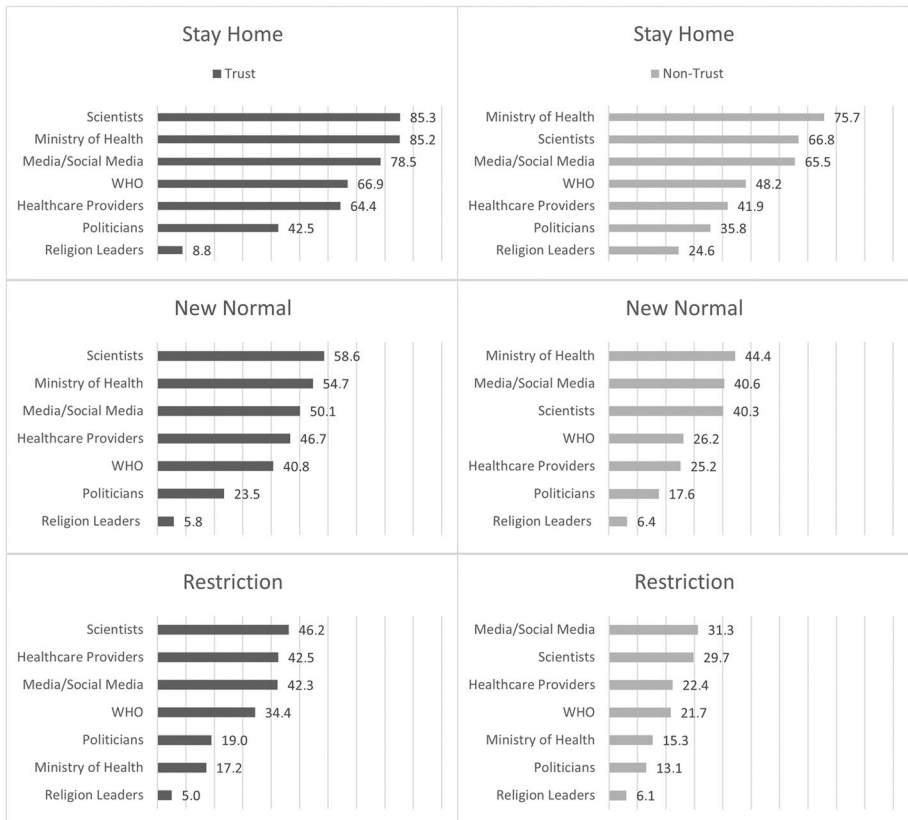 Stay Home
Trust
Scientists 85.3
Ministry of Health 85.2
Media/Social Media 78.5
WHO 66.9
Healthcare Providers 64.4
Politicians 42.5
Religion Leaders 8.8
Stay Home
Non-Trust
Ministry of Health 75.7
Scientists 66.8
Media/Social Media 65.5
WHO 48.2
Healthcare Providers 41.9
Politicians 35.8
Religion Leaders 24.6
New Normal
Scientists 58.6
Ministry of Health 54.7
Media/Social Media 50.1
Healthcare Providers 46.7
WHO 40.8
Politicians 23.5
Religion Leaders 5.8
New Normal
Ministry of Health 44.4
Media/Social Media 40.6
Scientists 40.3
WHO 26.2
Healthcare Providers 25.2
Politicians 17.6
Religion Leaders 6.4
Restriction
Scientists 46.2
Healthcare Providers 42.5
Media/Social Media 42.3
WHO 34.4
Politicians 19.0
Ministry of Health 17.2
Religion Leaders 5.0
Restriction
Media/Social Media 31.3
Scientists 29.7
Healthcare Providers 22.4
WHO 21.7
Ministry of Health 15.3
Politicians 13.1
Religion Leaders 6.1